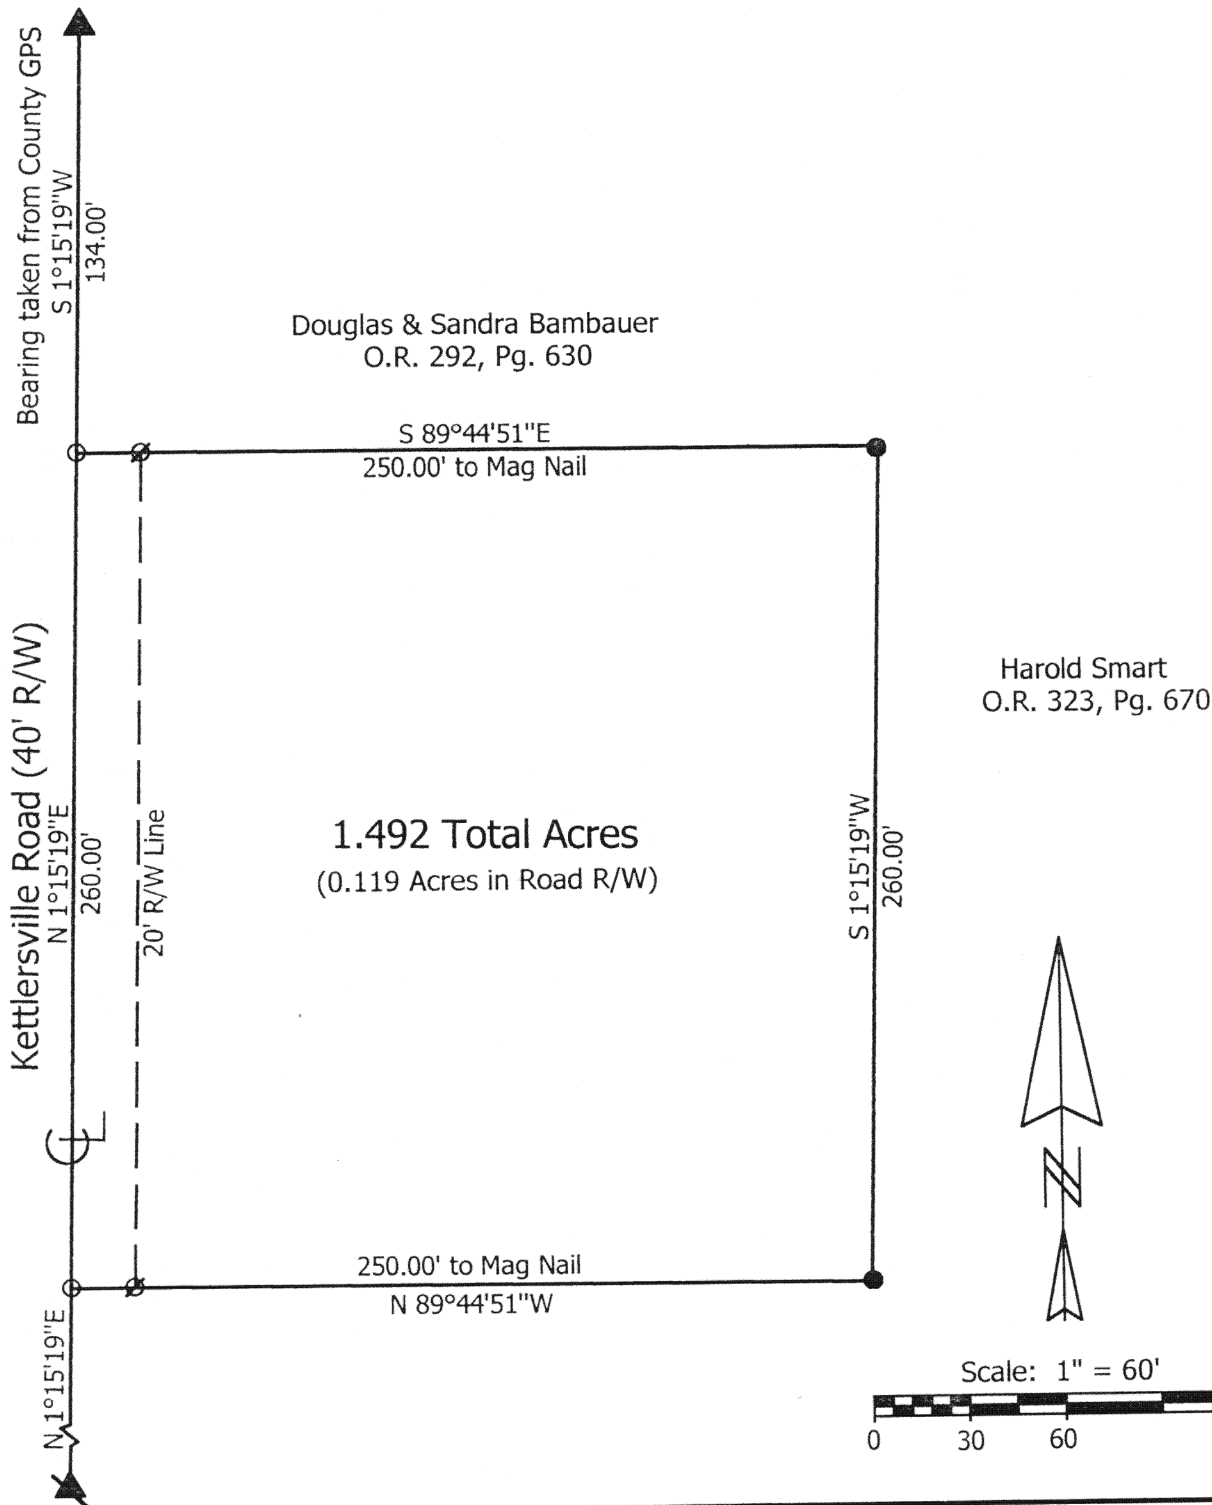 Bearing taken from County GPS
S 1°15'19"W
134.00'
Douglas & Sandra Bambauer
O.R. 292, Pg. 630
S 89°44'51"E
250.00' to Mag Nail
Kettlersville Road (40' R/W)
N 1°15'19"E
260.00'
20' R/W Line
1.492 Total Acres
(0.119 Acres in Road R/W)
S 1°15'19"W
260.00'
Harold Smart
O.R. 323, Pg. 670
250.00' to Mag Nail
N 89°44'51"W
N 1°15'19"E
N
Scale: 1" = 60'
0 30 60